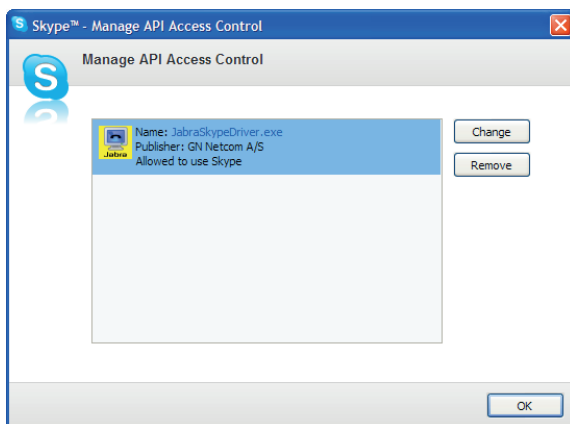 Skype™ - Manage API Access Control
Manage API Access Control
Name: JabraSkypeDriver.exe
Publisher: GN Netcom A/S
Allowed to use Skype
Jabra
Change
Remove
OK